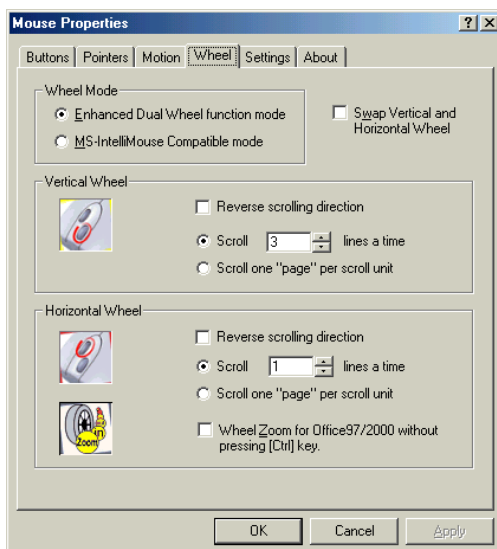 Mouse Properties
Buttons Pointers Motion Wheel Settings About
Wheel Mode
Enhanced Dual Wheel function mode
MS-IntelliMouse Compatible mode
Swap Vertical and
Horizontal Wheel
Vertical Wheel
Reverse scrolling direction
Scroll 3 lines a time
Scroll one "page" per scroll unit
Horizontal Wheel
Reverse scrolling direction
Scroll 1 lines a time
Scroll one "page" per scroll unit
Zoom
Wheel Zoom for Office97/2000 without
pressing [Ctrl] key.
OK Cancel Apply